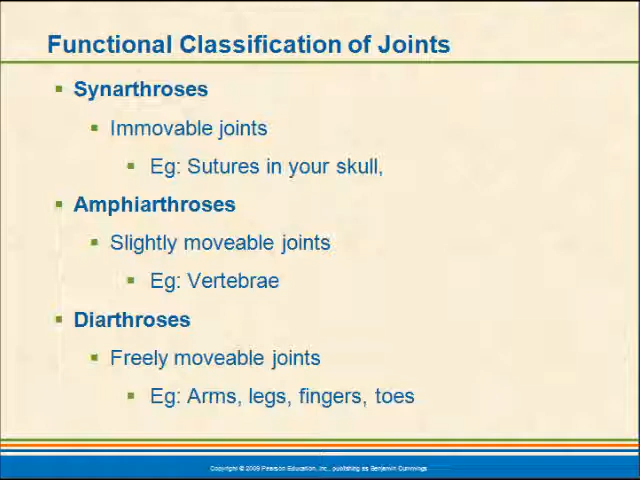 Functional Classification of Joints
Synarthroses
Immovable joints
Eg: Sutures in your skull,
Amphiarthroses
Slightly moveable joints
Eg: Vertebrae
Diarthroses
Freely moveable joints
Eg: Arms, legs, fingers, toes
Copyright © 2009 Pearson Education, Inc., publishing as Benjamin Cummings